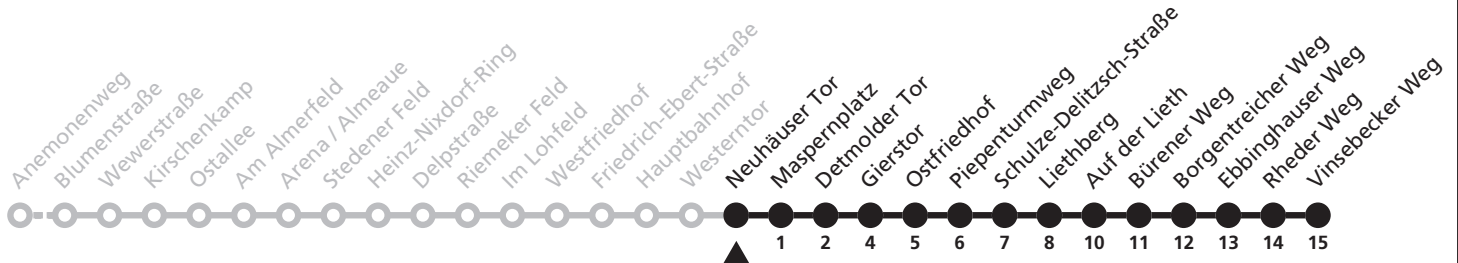 Anemonenweg
Blumenstraße
Wewerstraße
Kirschenkamp
Ostallee
Am Almerfeld
Arena / Almeaue
Stedener Feld
Heinz-Nixdorf-Ring
Delpstraße
Riemeker Feld
Im Lohfeld
Westfriedhof
Friedrich-Ebert-Straße
Hauptbahnhof
Westerntor
Neuhäuser Tor
Maspernplatz
Detmolder Tor
Gierstor
Ostfriedhof
Piepenturmweg
Schulze-Delitzsch-Straße
Liethberg
Auf der Lieth
Bürener Weg
Borgentreicher Weg
Ebbinghauser Weg
Rheder Weg
Vinsebecker Weg
1 2 4 5 6 7 8 10 11 12 13 14 15